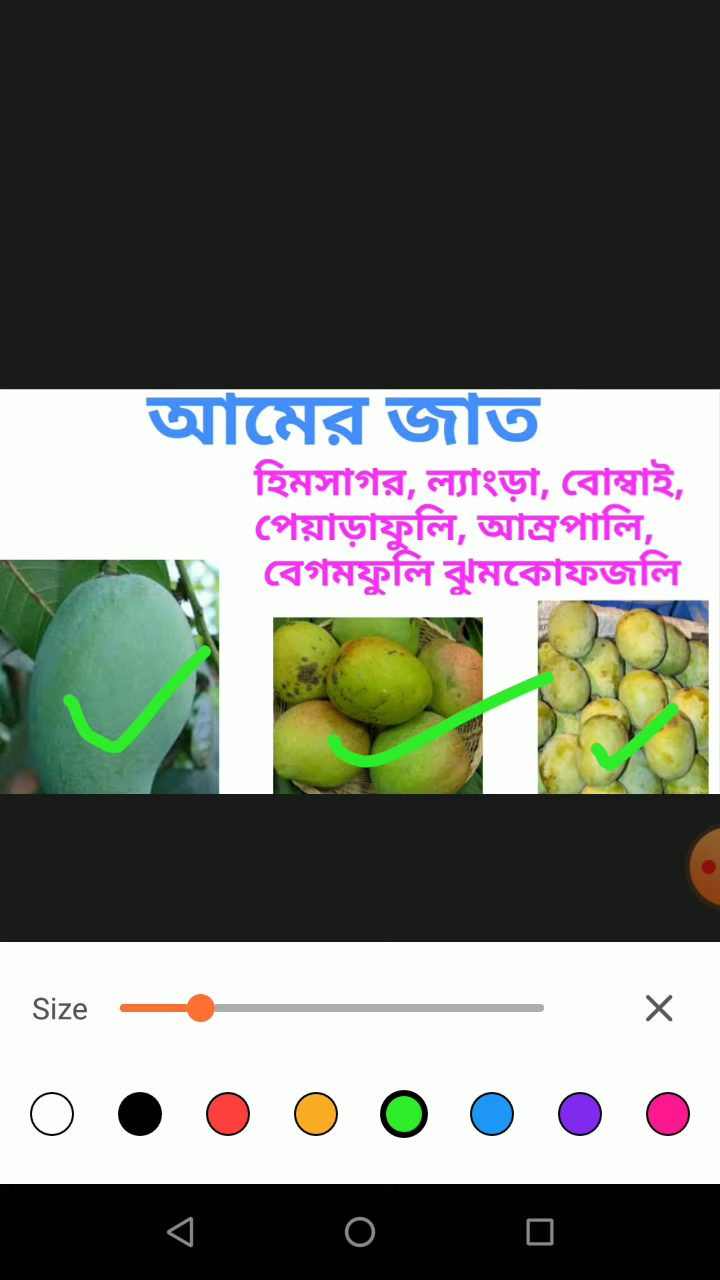 আমের জাত
হিমসাগর, ল্যাংড়া, বোম্বাই,
পেয়াড়াফুলি, আম্রপালি,
বেগমফুলি ঝুমকোফজলি
Size